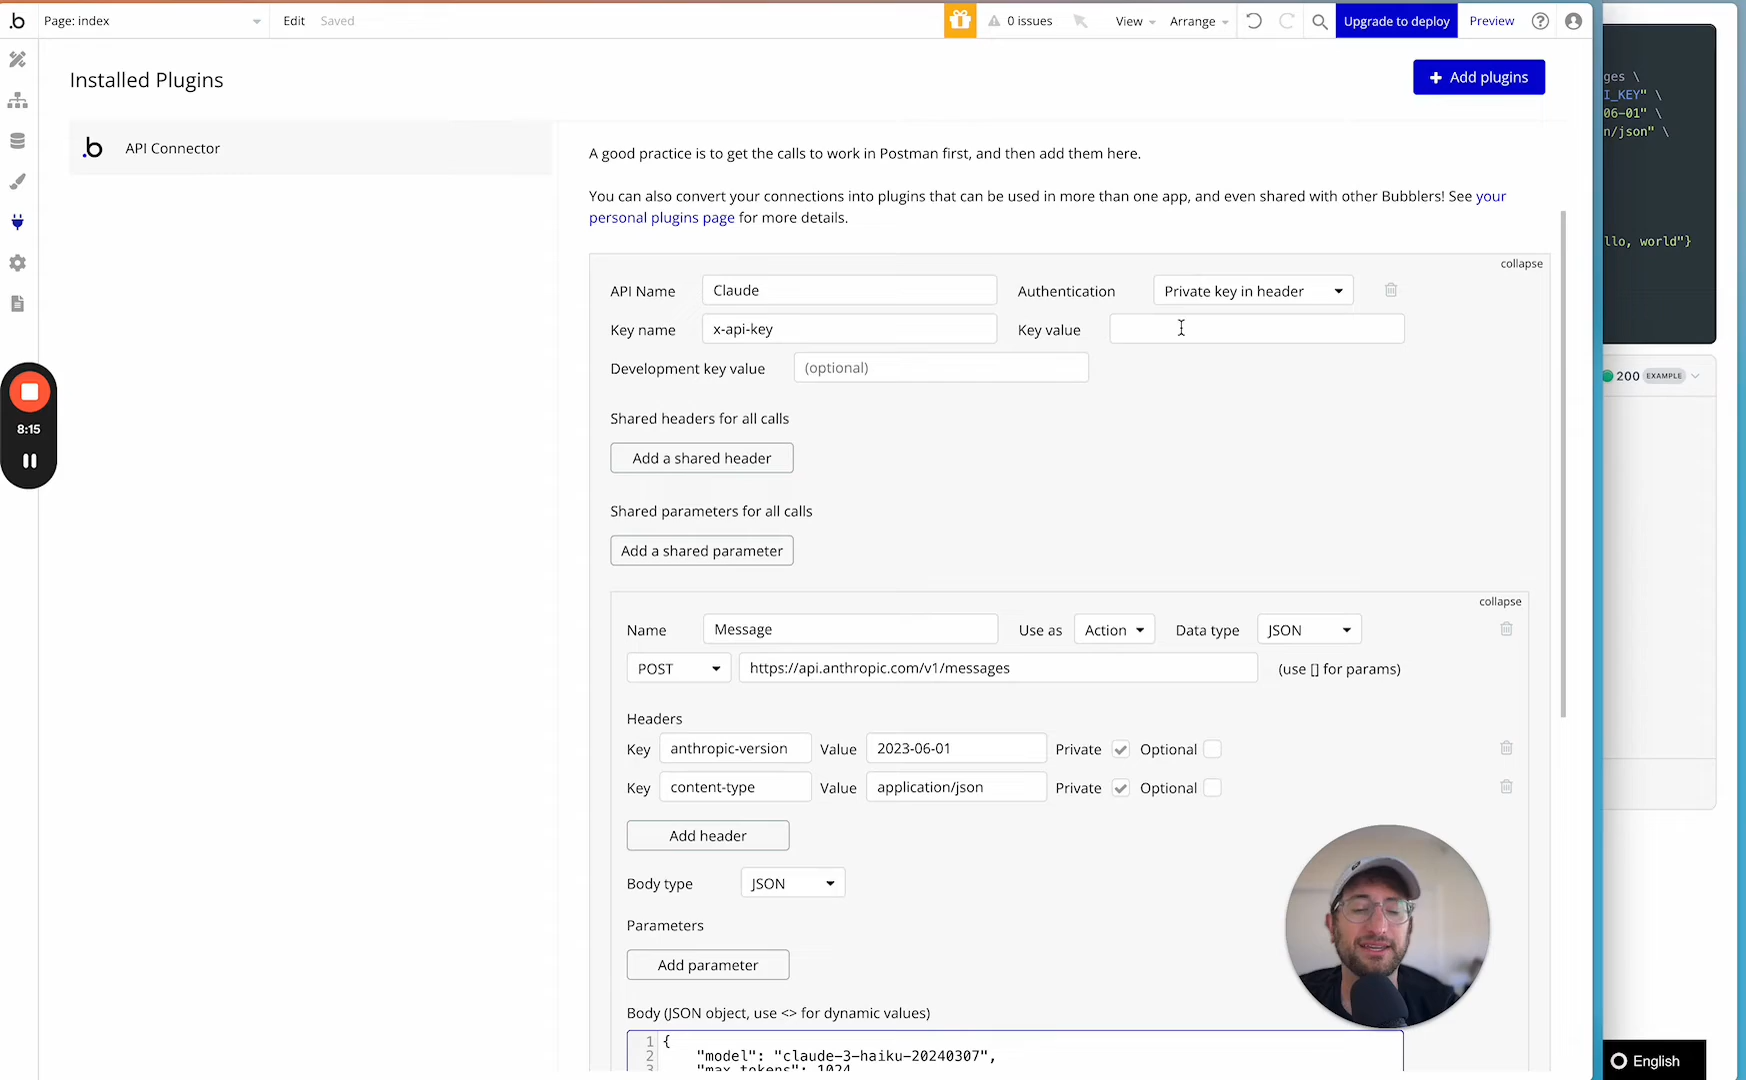 Page: index
Edit
Saved
0 issues
View
Arrange
Upgrade to deploy
Preview
Installed Plugins
Add plugins
API Connector
A good practice is to get the calls to work in Postman first, and then add them here.
You can also convert your connections into plugins that can be used in more than one app, and even shared with other Bubblers! See your
personal plugins page for more details.
collapse
API Name
Claude
Authentication
Private key in header
Key name
x-api-key
Key value
Development key value
(optional)
Shared headers for all calls
Add a shared header
Shared parameters for all calls
Add a shared parameter
collapse
Name
Message
Use as
Action
Data type
JSON
POST
https://api.anthropic.com/v1/messages
(use [] for params)
Headers
Key
anthropic-version
Value
2023-06-01
Private
Optional
Key
content-type
Value
application/json
Private
Optional
Add header
Body type
JSON
Parameters
Add parameter
Body (JSON object, use <> for dynamic values)
1 {
2 "model": "claude-3-haiku-20240307",
3 "max_tokens": 1024
8:15
ges \
I_KEY" \
06-01" \
n/json" \
llo, world"}
200 EXAMPLE
English